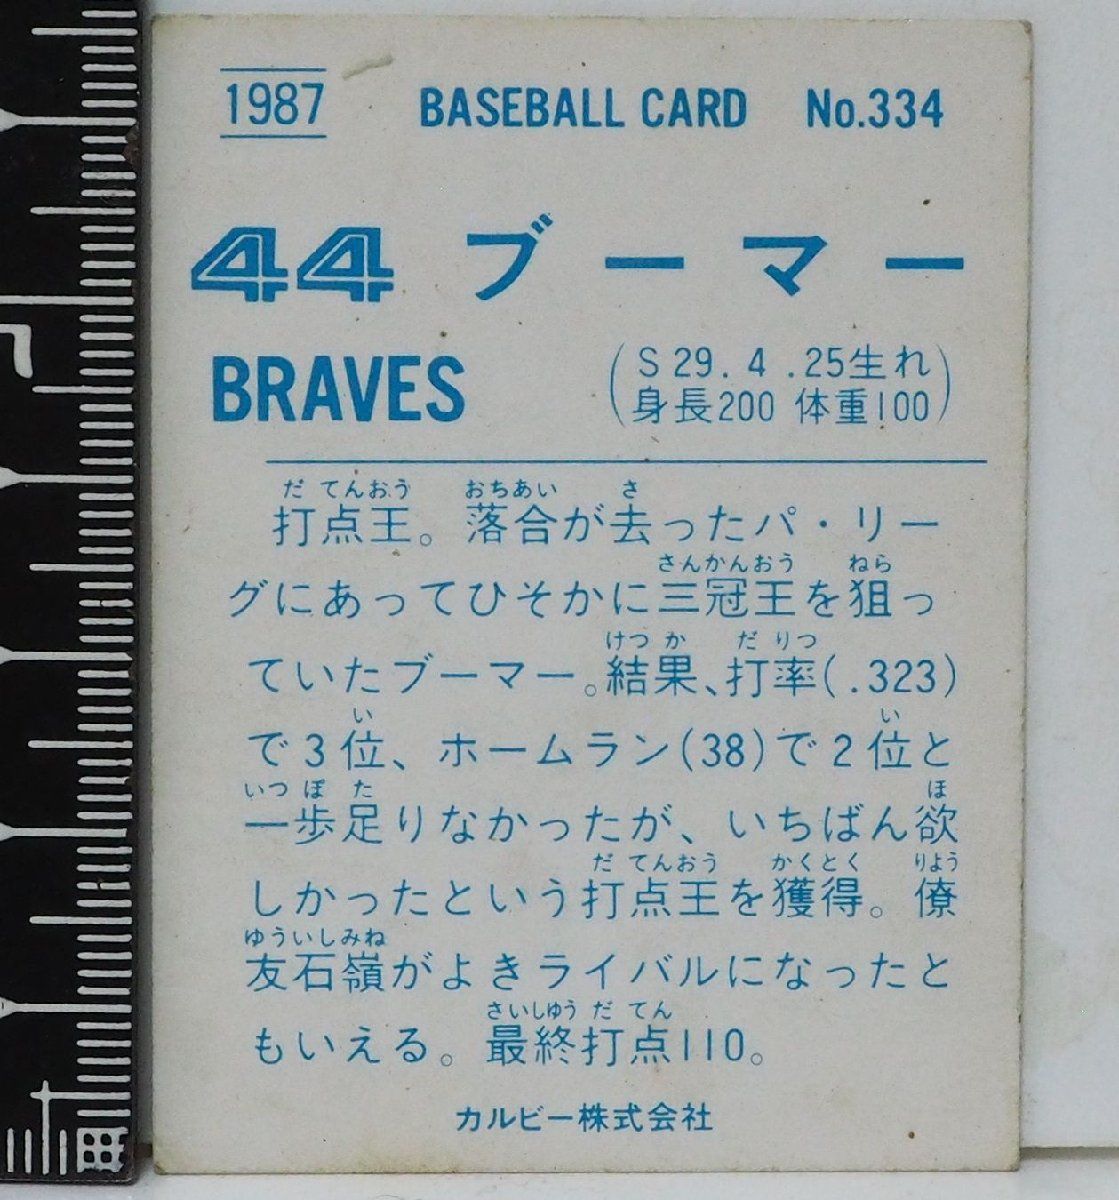 1987 BASEBALL CARD No.334
44 ブーマー
BRAVES
(S29.4.25生れ
身長200 体重100)
だてんおう おちあい さ
打点王。落合が去ったパ・リー
さんかんおう ねら
グにあってひそかに三冠王を狙っ
けつか だりつ
ていたブーマー。結果、打率(.323)
い い
で3位、ホームラン(38)で2位と
いつぽた ほ
一歩足りなかったが、いちばん欲
だてんおう かくとく りよう
しかったという打点王を獲得。僚
ゆういしみね
友石嶺がよきライバルになったと
さいしゆうだてん
もいえる。最終打点110。
カルビー株式会社